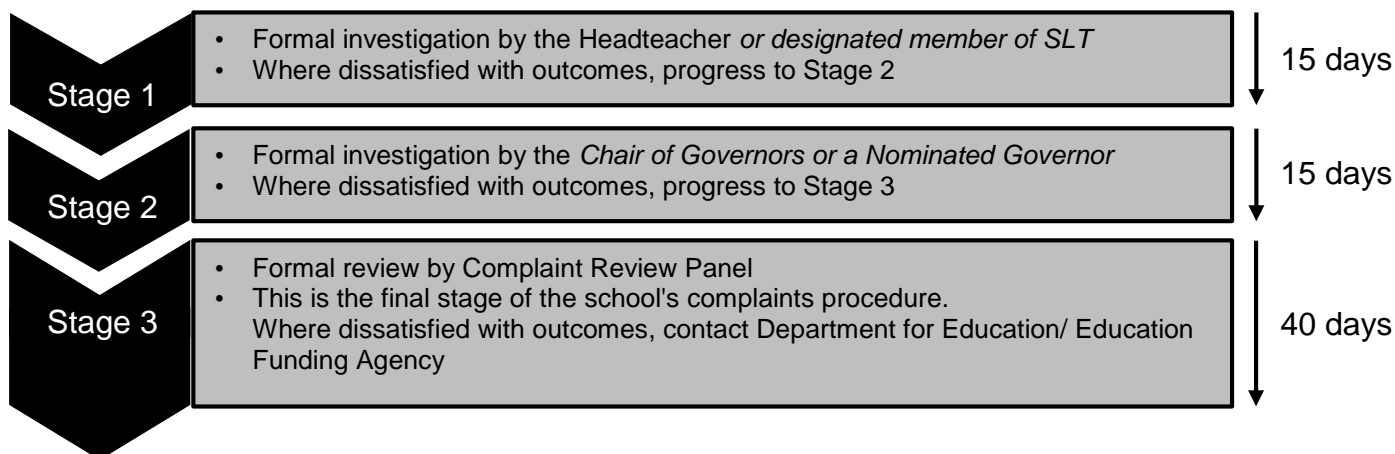 Stage 1
• Formal investigation by the Headteacher or designated member of SLT
• Where dissatisfied with outcomes, progress to Stage 2
15 days
Stage 2
• Formal investigation by the Chair of Governors or a Nominated Governor
• Where dissatisfied with outcomes, progress to Stage 3
15 days
Stage 3
• Formal review by Complaint Review Panel
• This is the final stage of the school's complaints procedure.
Where dissatisfied with outcomes, contact Department for Education/ Education
Funding Agency
40 days